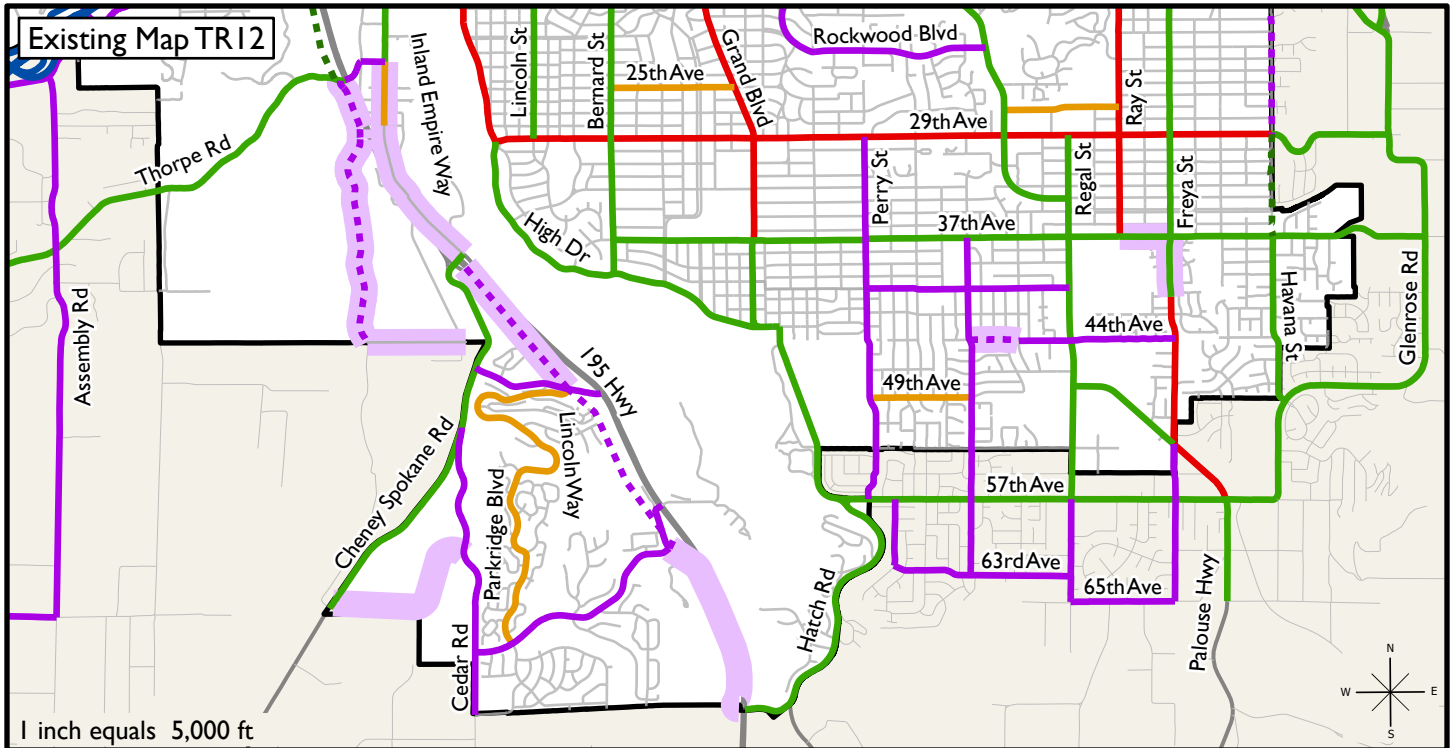 Existing Map TR12
Inland Empire Way
Lincoln St
Bernard St
25th Ave
Grand Blvd
Rockwood Blvd
29th Ave
Ray St
Thorpe Rd
High Dr
Perry St
37th Ave
Regal St
Freya St
Assembly Rd
Havana St
Glenrose Rd
44th Ave
195 Hwy
49th Ave
Cheney Spokane Rd
Lincoln Way
Parkridge Blvd
57th Ave
63rd Ave
65th Ave
Hatch Rd
Palouse Hwy
Cedar Rd
N
W
E
S
1 inch equals 5,000 ft